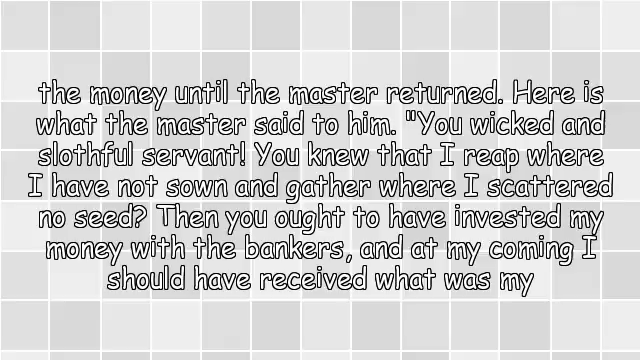 the money until the master returned. Here is
what the master said to him. "You wicked and
slothful servant! You knew that I reap where
I have not sown and gather where I scattered
no seed? Then you ought to have invested my
money with the bankers, and at my coming I
should have received what was my